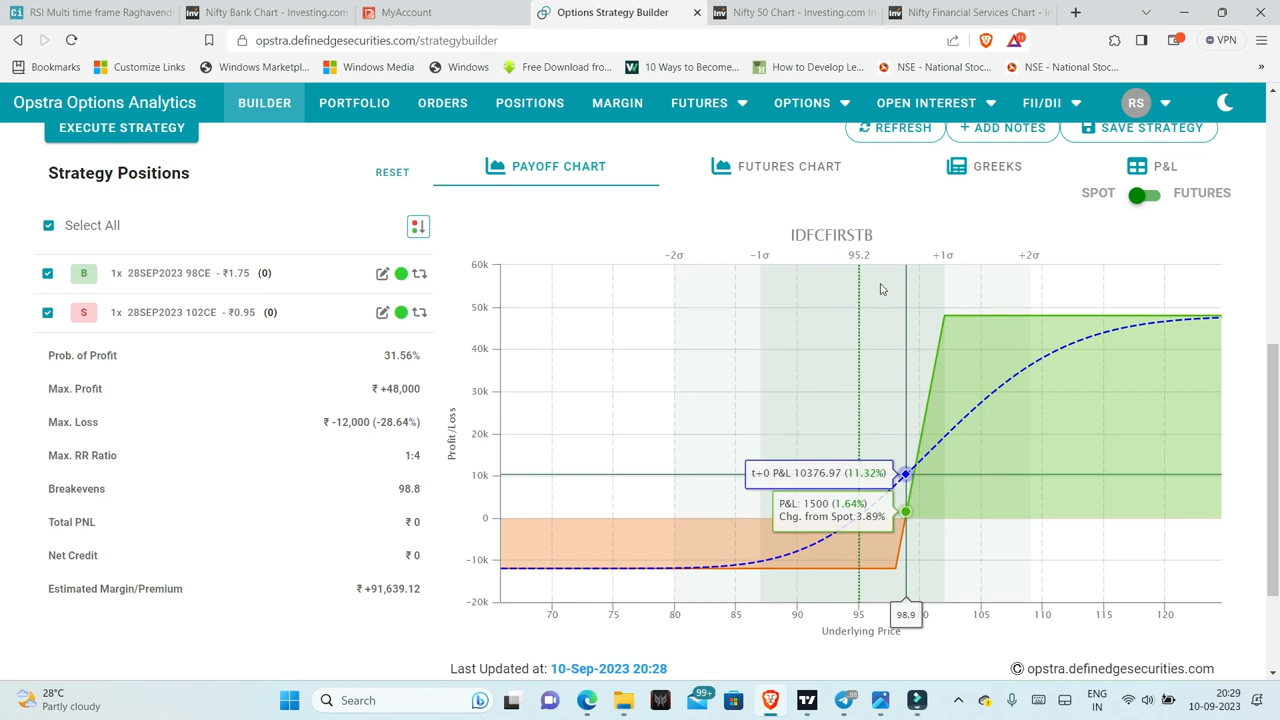 RSI Multi time frame Raghavend
Nifty Bank Chart - Investing.com
MyAccount
Options Strategy Builder
Nifty 50 Chart - Investing.com In
Nifty Financial Services Chart - In
opstra.definedgesecurities.com/strategybuilder
VPN
Bookmarks
Customize Links
Windows Marketpl...
Windows Media
Windows
Free Download fro...
10 Ways to Become...
How to Develop Le...
NSE - National Stoc...
NSE - National Stoc...
»
Opstra Options Analytics
BUILDER
PORTFOLIO
ORDERS
POSITIONS
MARGIN
FUTURES
OPTIONS
OPEN INTEREST
FII/DII
RS
EXECUTE STRATEGY
REFRESH
+ ADD NOTES
SAVE STRATEGY
Strategy Positions
RESET
PAYOFF CHART
FUTURES CHART
GREEKS
P&L
SPOT
FUTURES
Select All
B 1x 28SEP2023 98CE - ₹1.75 (0)
S 1x 28SEP2023 102CE - ₹0.95 (0)
Prob. of Profit 31.56%
Max. Profit ₹ +48,000
Max. Loss ₹ -12,000 (-28.64%)
Max. RR Ratio 1:4
Breakevens 98.8
Total PNL ₹ 0
Net Credit ₹ 0
Estimated Margin/Premium ₹ +91,639.12
IDFCFIRSTB
-2σ -1σ 95.2 +1σ +2σ
60k
50k
40k
30k
20k
10k
0
-10k
-20k
Profit/Loss
t+0 P&L 10376.97 (11.32%)
P&L: 1500 (1.64%)
Chg. from Spot:3.89%
70 75 80 85 90 95 98.9 0 105 110 115 120
Underlying Price
Last Updated at: 10-Sep-2023 20:28
© opstra.definedgesecurities.com
28°C
Partly cloudy
Search
99+
ENG
IN
20:29
10-09-2023